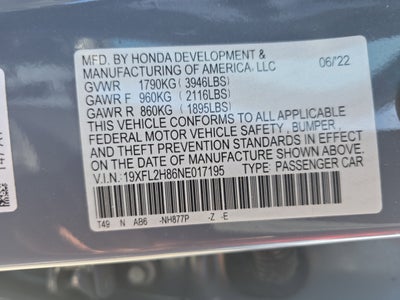 MFD. BY HONDA DEVELOPMENT &
MANUFACTURING OF AMERICA, LLC
06/22
GVWR 1790KG (3946LBS)
GAWR F 960KG (2116LBS)
GAWR R 860KG (1895LBS)
THIS VEHICLE CONFORMS TO ALL APPLICABLE
FEDERAL MOTOR VEHICLE SAFETY, BUMPER,
AND THEFT PREVENTION STANDARDS IN EFFECT
ON THE DATE OF MANUFACTURE SHOWN ABOVE.
V.I.N. 19XFL2H86NE017195 TYPE: PASSENGER CAR
T49 N AB6 -NH877P -Z -E